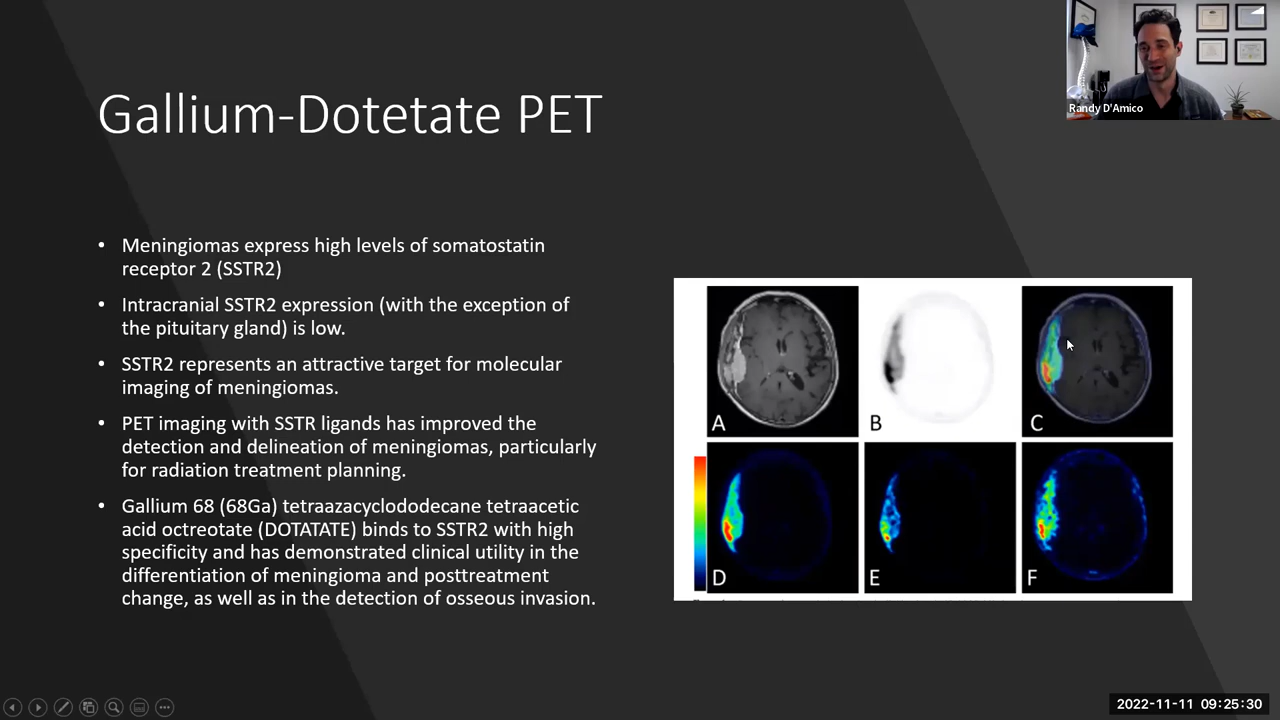 Gallium-Dotetate PET
Randy D'Amico
• Meningiomas express high levels of somatostatin
receptor 2 (SSTR2)
• Intracranial SSTR2 expression (with the exception of
the pituitary gland) is low.
• SSTR2 represents an attractive target for molecular
imaging of meningiomas.
• PET imaging with SSTR ligands has improved the
detection and delineation of meningiomas, particularly
for radiation treatment planning.
• Gallium 68 (68Ga) tetraazacyclododecane tetraacetic
acid octreotate (DOTATATE) binds to SSTR2 with high
specificity and has demonstrated clinical utility in the
differentiation of meningioma and posttreatment
change, as well as in the detection of osseous invasion.
A B C
D E F
2022-11-11 09:25:30